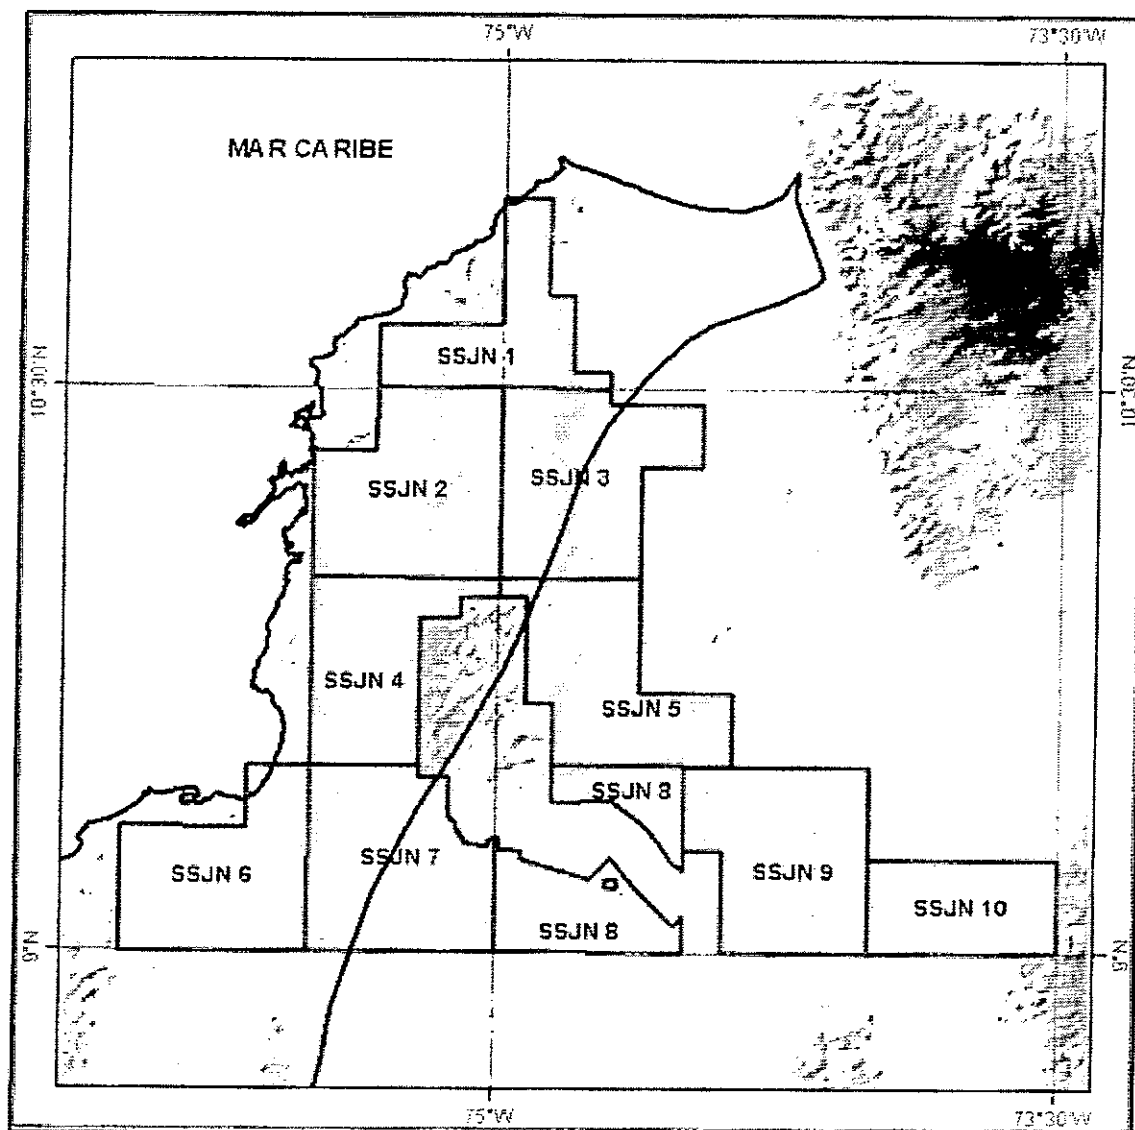 75°W
73°30'W
MAR CARIBE
SSJN 1
10°30'N
10°30'N
SSJN 2
SSJN 3
SSJN 4
SSJN 5
SSJN 8
SSJN 7
SSJN 6
SSJN 9
SSJN 10
SSJN 8
9°N
9°N
75°W
73°30'W